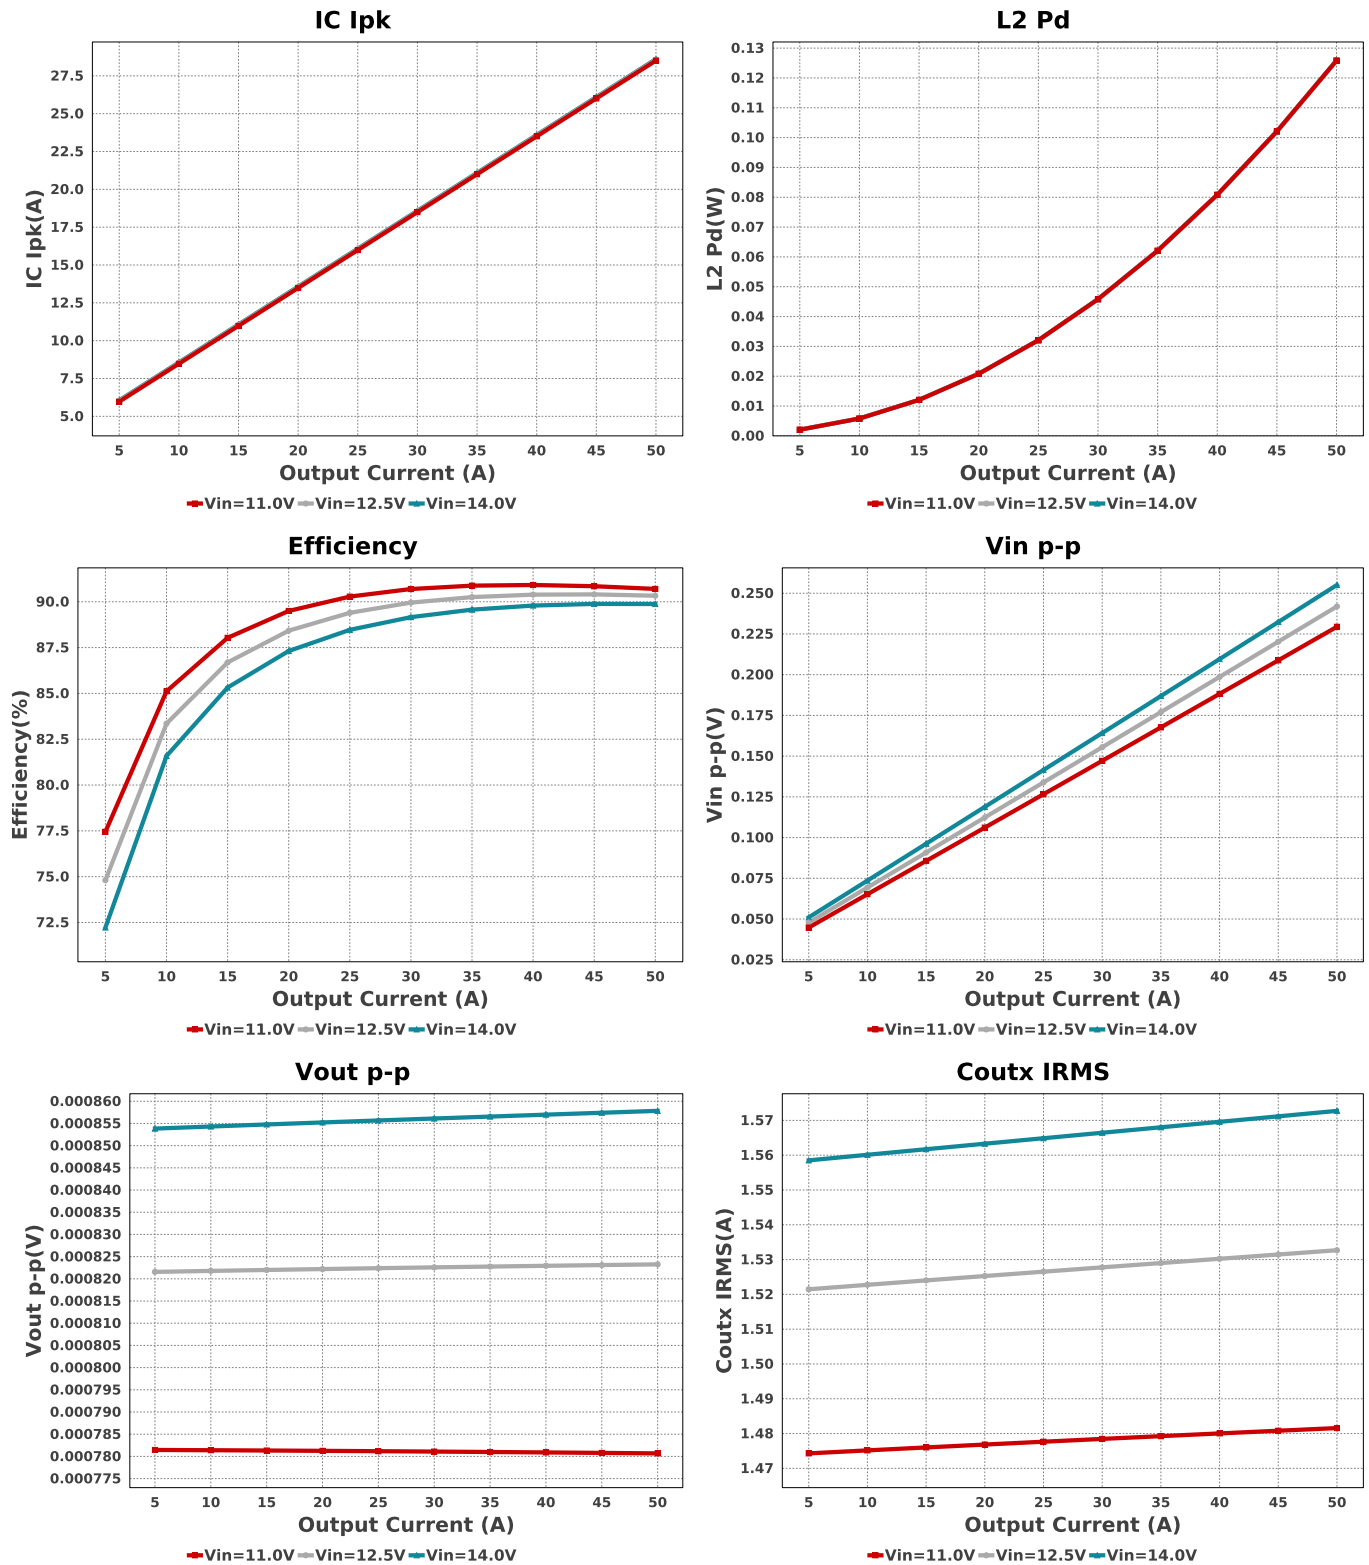 IC Ipk
IC Ipk(A)
27.5
25.0
22.5
20.0
17.5
15.0
12.5
10.0
7.5
5.0
5 10 15 20 25 30 35 40 45 50
Output Current (A)
Vin=11.0V Vin=12.5V Vin=14.0V
L2 Pd
L2 Pd(W)
0.13
0.12
0.11
0.10
0.09
0.08
0.07
0.06
0.05
0.04
0.03
0.02
0.01
0.00
5 10 15 20 25 30 35 40 45 50
Output Current (A)
Vin=11.0V Vin=12.5V Vin=14.0V
Efficiency
Efficiency(%)
90.0
87.5
85.0
82.5
80.0
77.5
75.0
72.5
5 10 15 20 25 30 35 40 45 50
Output Current (A)
Vin=11.0V Vin=12.5V Vin=14.0V
Vin p-p
Vin p-p(V)
0.250
0.225
0.200
0.175
0.150
0.125
0.100
0.075
0.050
0.025
5 10 15 20 25 30 35 40 45 50
Output Current (A)
Vin=11.0V Vin=12.5V Vin=14.0V
Vout p-p
Vout p-p(V)
0.000860
0.000855
0.000850
0.000845
0.000840
0.000835
0.000830
0.000825
0.000820
0.000815
0.000810
0.000805
0.000800
0.000795
0.000790
0.000785
0.000780
0.000775
5 10 15 20 25 30 35 40 45 50
Output Current (A)
Vin=11.0V Vin=12.5V Vin=14.0V
Coutx IRMS
Coutx IRMS(A)
1.57
1.56
1.55
1.54
1.53
1.52
1.51
1.50
1.49
1.48
1.47
5 10 15 20 25 30 35 40 45 50
Output Current (A)
Vin=11.0V Vin=12.5V Vin=14.0V